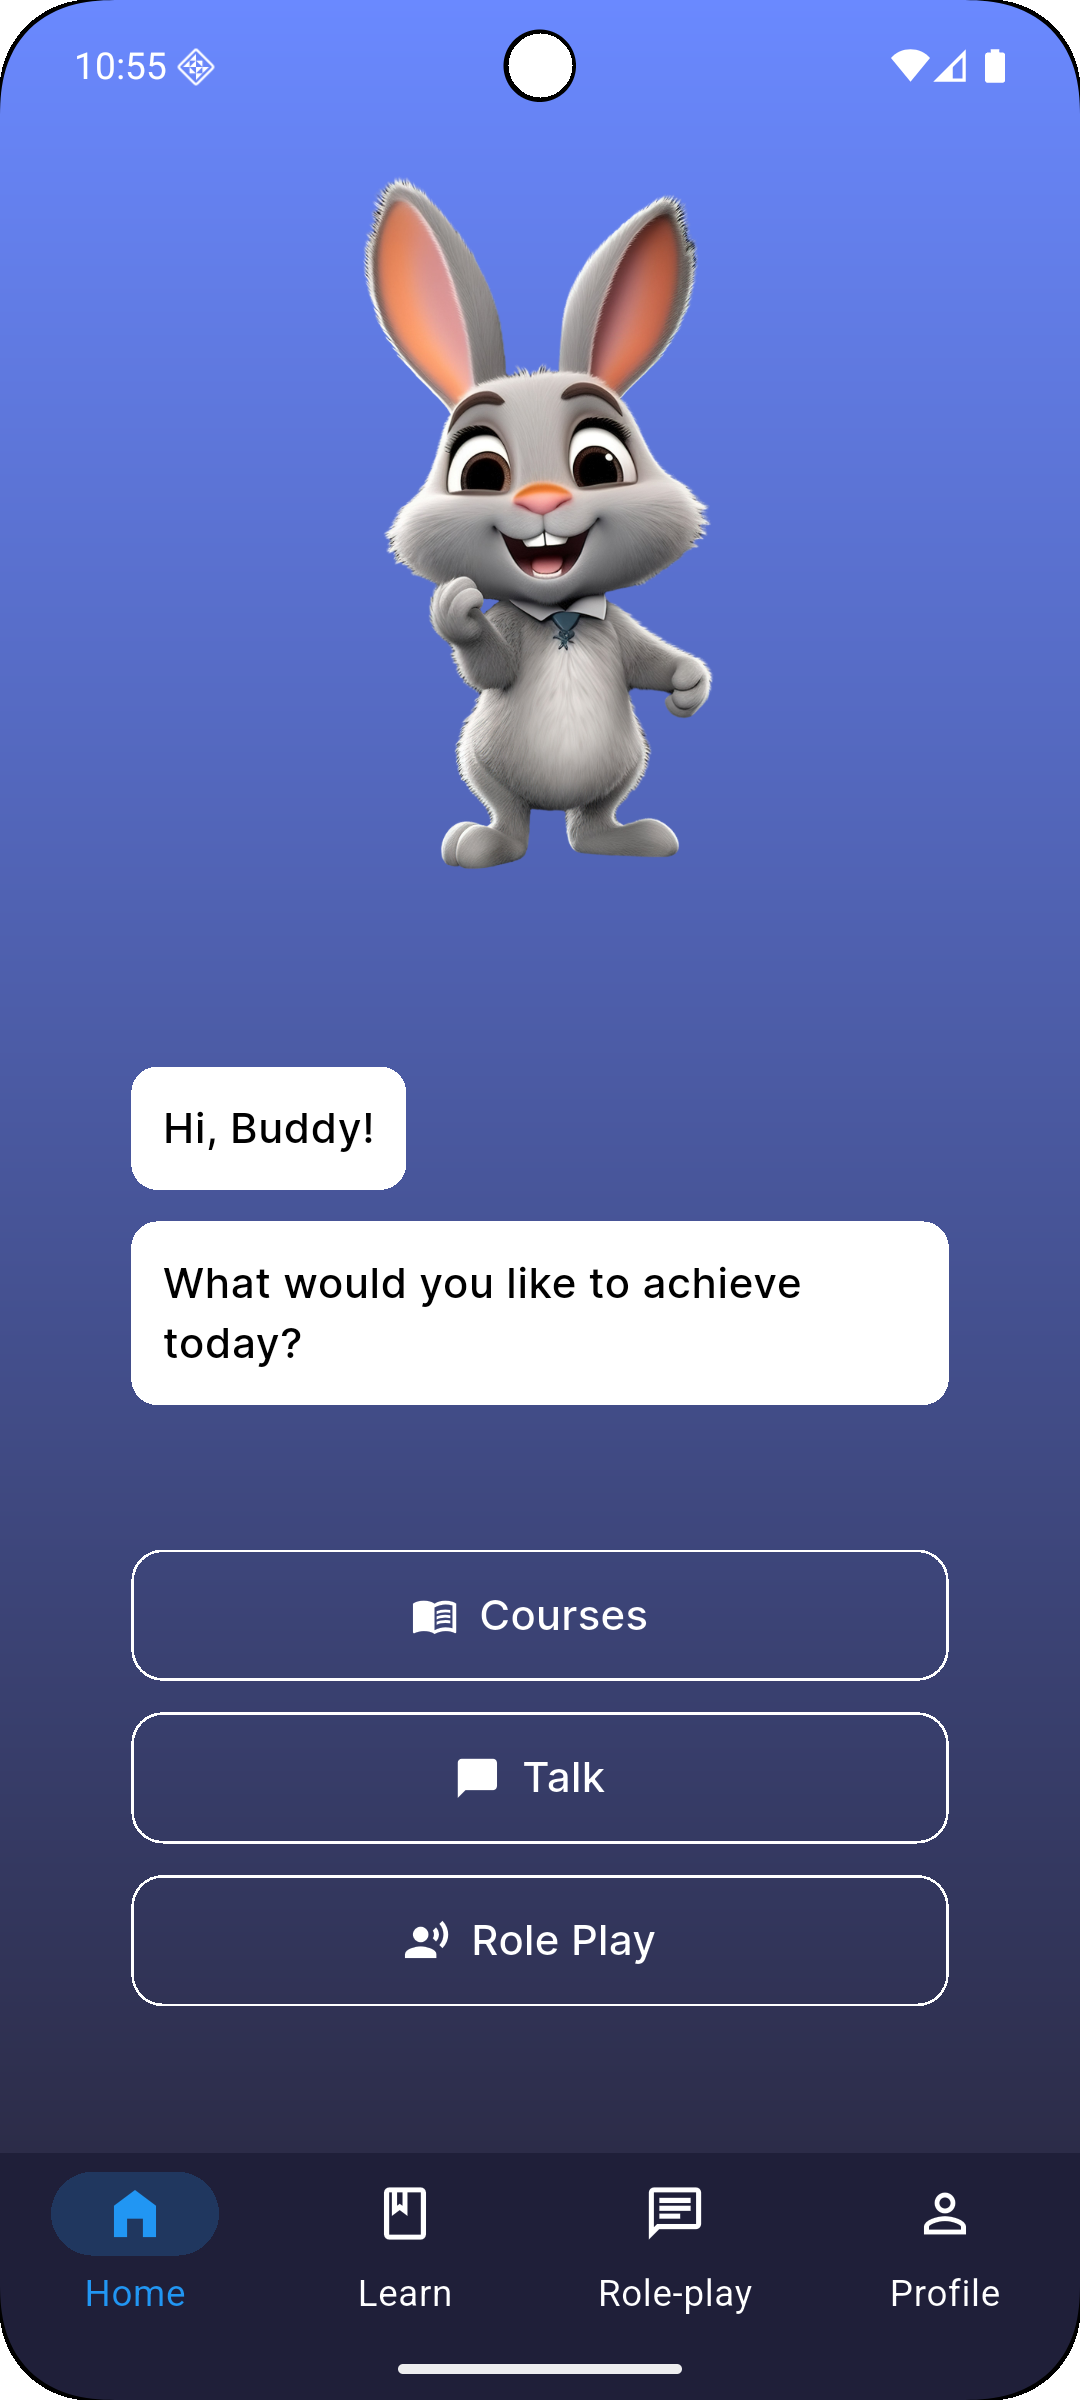 10:55
Hi, Buddy!
What would you like to achieve
today?
Courses
Talk
Role Play
Home
Learn
Role-play
Profile